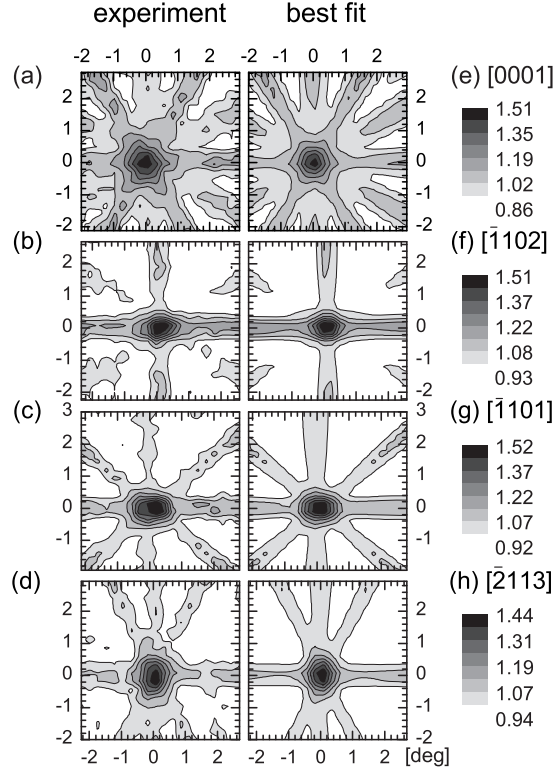 experiment best fit
-2 -1 0 1 2 -2 -1 0 1 2
(a) 2 1 0 -1 -2 2 1 0 -1 -2 (e) [0001]
1.51
1.35
1.19
1.02
0.86
(b) 2 1 0 -1 -2 2 1 0 -1 -2 (f) [1̄102]
1.51
1.37
1.22
1.08
0.93
(c) 3 2 1 0 -1 3 2 1 0 -1 (g) [1̄101]
1.52
1.37
1.22
1.07
0.92
(d) 2 1 0 -1 -2 2 1 0 -1 -2 (h) [2̄113]
1.44
1.31
1.19
1.07
0.94
-2 -1 0 1 2 -1 0 1 2 [deg]